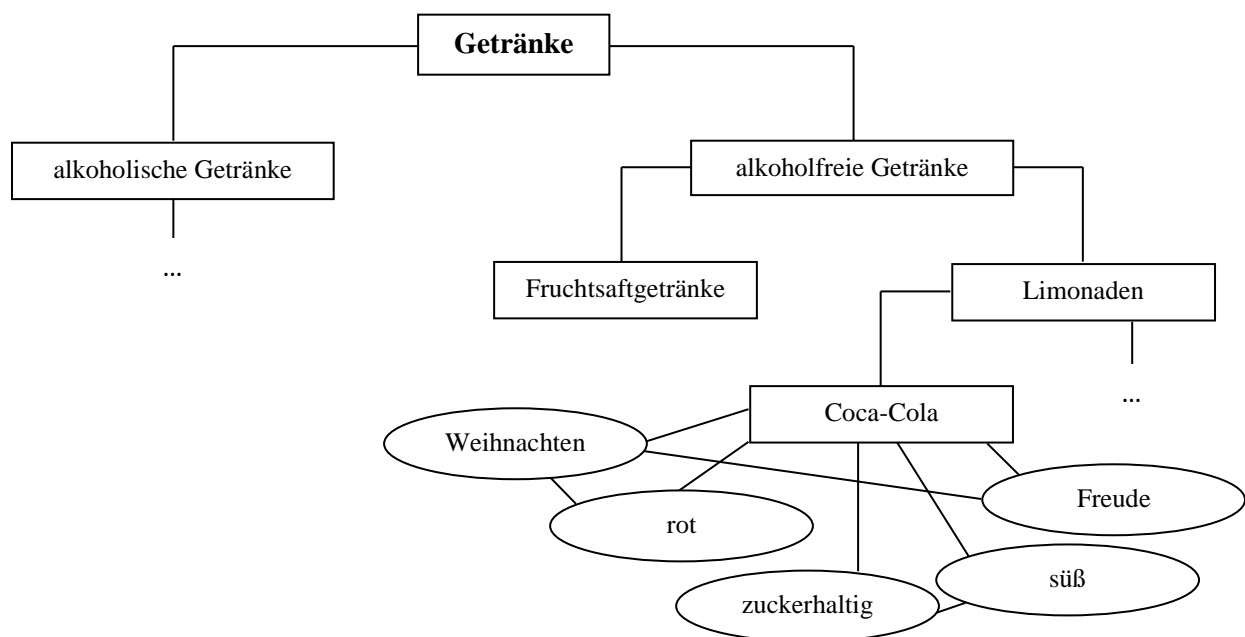 Getränke
alkoholische Getränke
alkoholfreie Getränke
...
Fruchtsaftgetränke
Limonaden
Coca-Cola
...
Weihnachten
Freude
rot
süß
zuckerhaltig